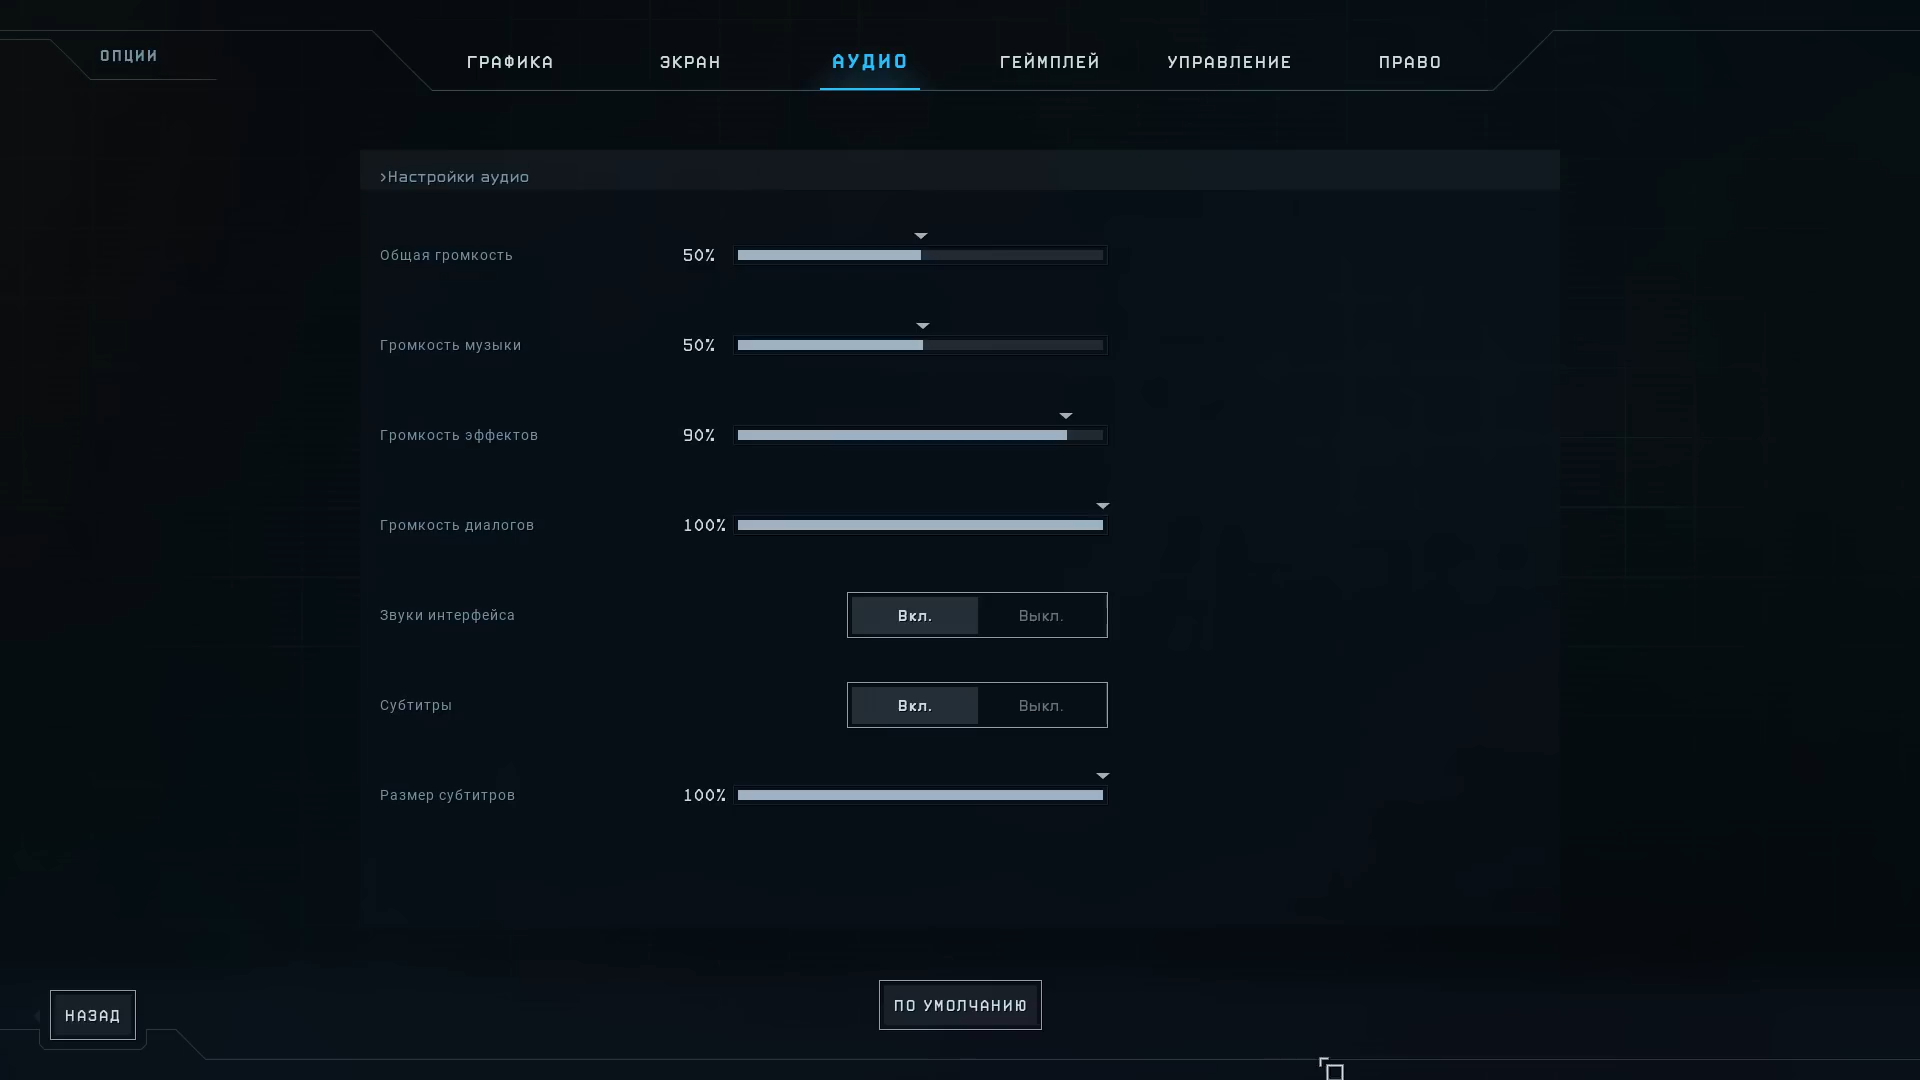 ОПЦИИ
ГРАФИКА
ЭКРАН
АУДИО
ГЕЙМПЛЕЙ
УПРАВЛЕНИЕ
ПРАВО
>Настройки аудио
Общая громкость 50%
Громкость музыки 50%
Громкость эффектов 90%
Громкость диалогов 100%
Звуки интерфейса Вкл. Выкл.
Субтитры Вкл. Выкл.
Размер субтитров 100%
НАЗАД
ПО УМОЛЧАНИЮ